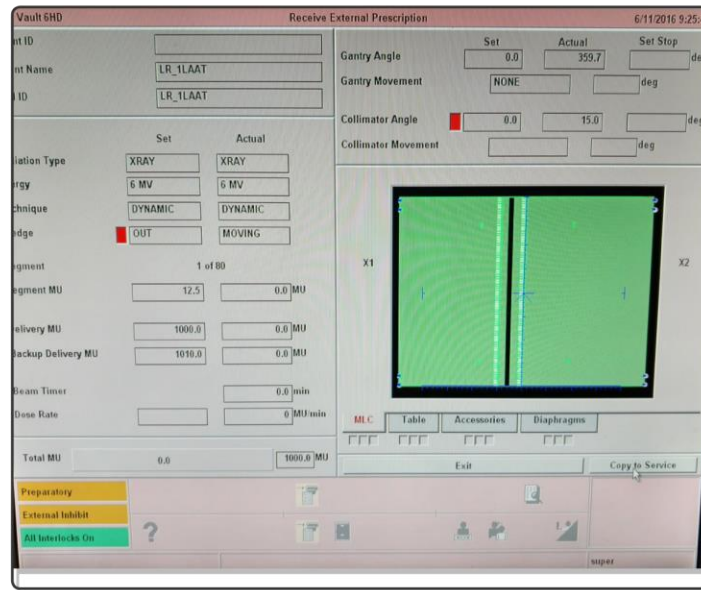 Vault 6HD Receive External Prescription 6/11/2016 9:25:
nt ID
nt Name LR_1LAAT
ID LR_1LAAT
Set Actual Set Stop
Gantry Angle 0.0 359.7 de
Gantry Movement NONE deg
Collimator Angle 0.0 15.0 deg
Collimator Movement deg
Set Actual
iation Type XRAY XRAY
rgy 6 MV 6 MV
chnique DYNAMIC DYNAMIC
edge OUT MOVING
egment 1 of 80
egment MU 12.5 0.0 MU
elivery MU 1000.0 0.0 MU
Backup Delivery MU 1010.0 0.0 MU
Beam Timer 0.0 min
Dose Rate 0 MU/min
Total MU 0.0 1000.0 MU
X1 X2
MLC Table Accessories Diaphragms
Exit Copy to Service
Preparatory
External Inhibit
All Interlocks On
?
super